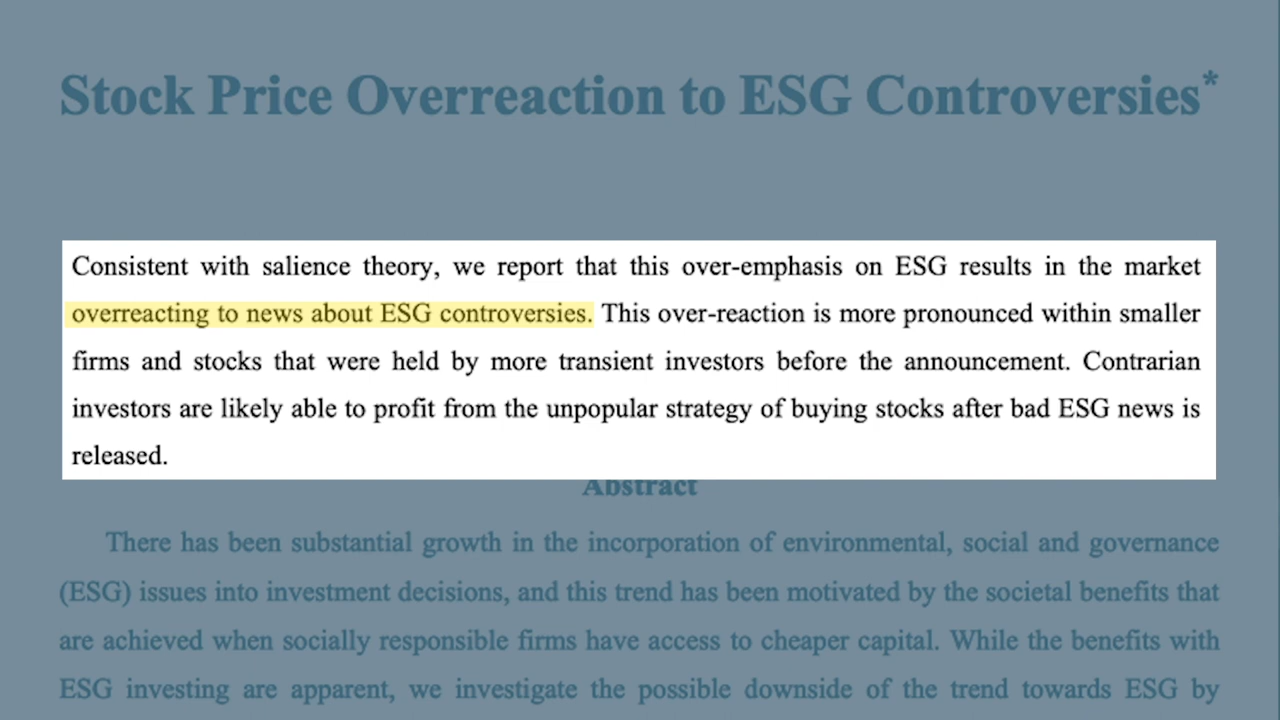 Stock Price Overreaction to ESG Controversies*
Consistent with salience theory, we report that this over-emphasis on ESG results in the market
overreacting to news about ESG controversies. This over-reaction is more pronounced within smaller
firms and stocks that were held by more transient investors before the announcement. Contrarian
investors are likely able to profit from the unpopular strategy of buying stocks after bad ESG news is
released.
Abstract
There has been substantial growth in the incorporation of environmental, social and governance
(ESG) issues into investment decisions, and this trend has been motivated by the societal benefits that
are achieved when socially responsible firms have access to cheaper capital. While the benefits with
ESG investing are apparent, we investigate the possible downside of the trend towards ESG by